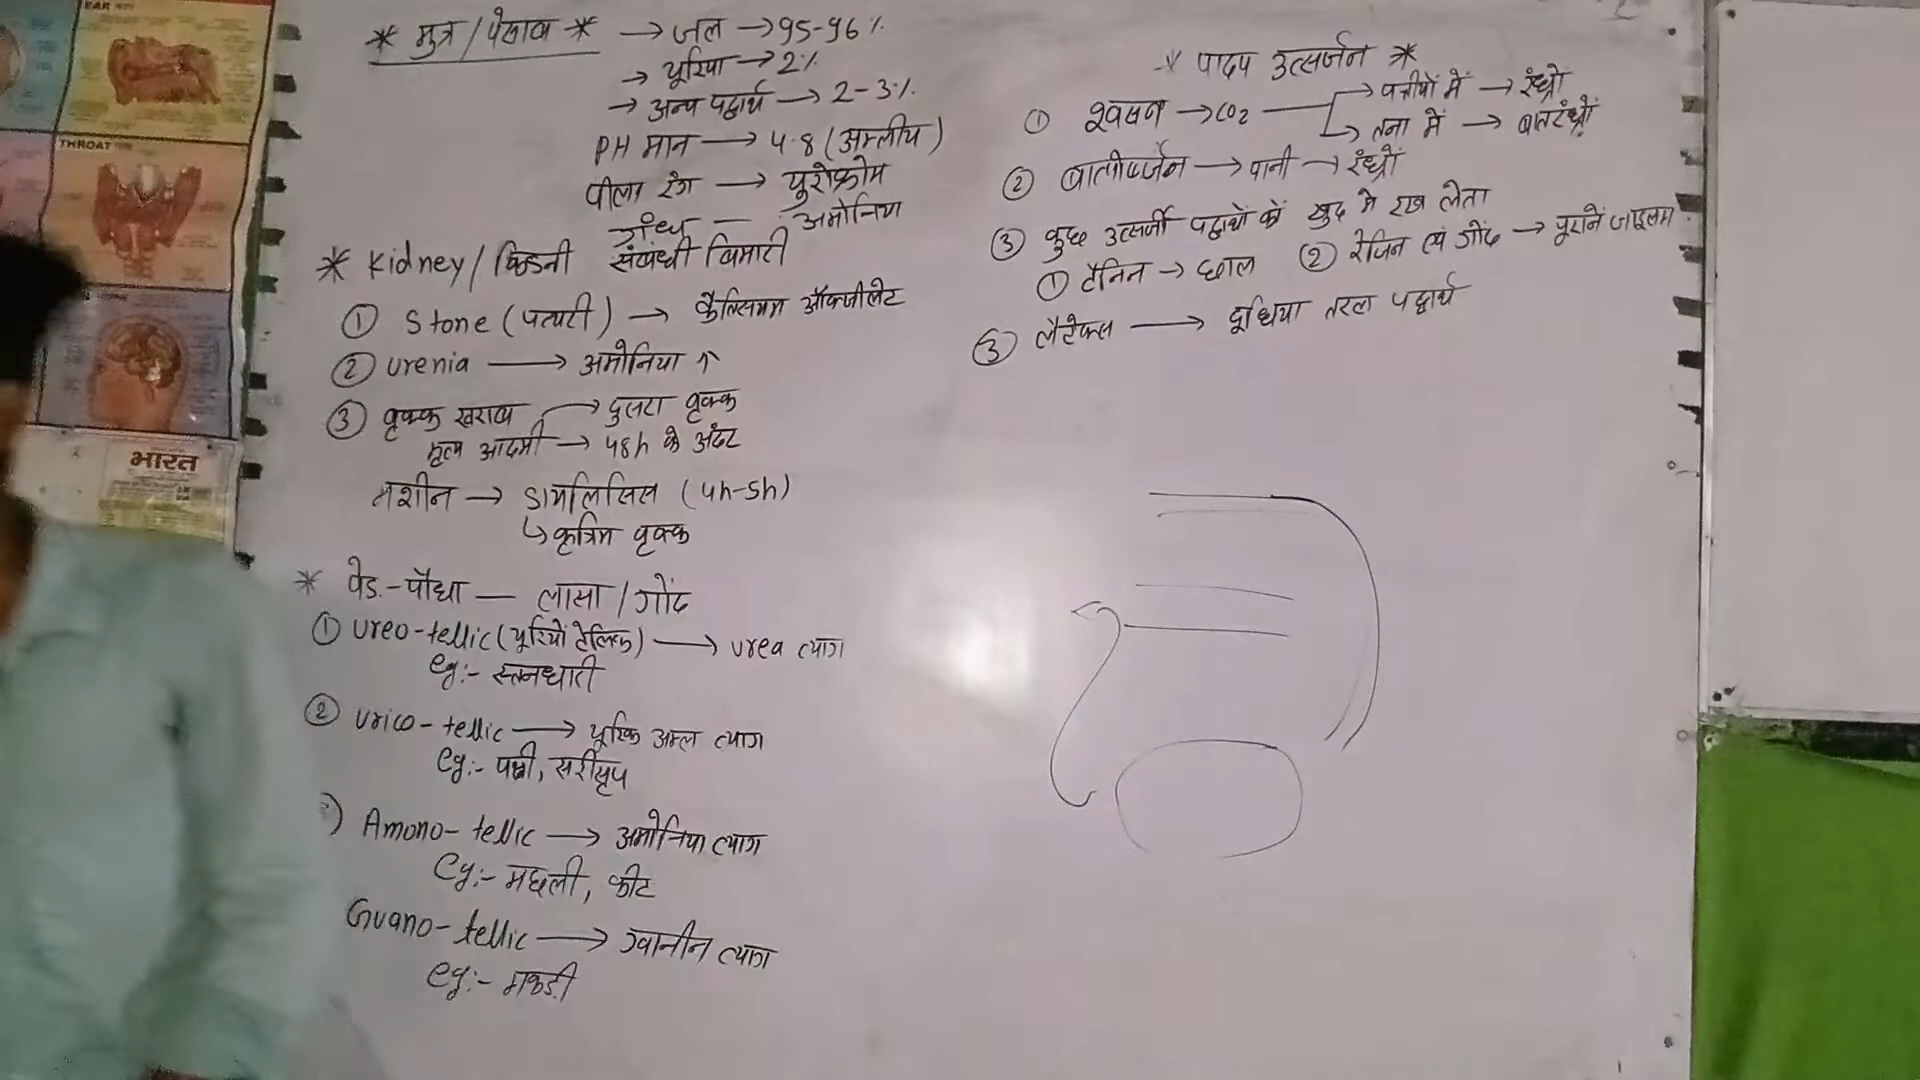 EAR
THROAT
भारत
* मुत्र / पेशाब * → जल → 95-96%
→ यूरिया → 2%
→ अन्य पद्वार्थ → 2-3%
PH मान → 4.8 (अम्लीय)
पीला रंग → यूरोक्रोम
गंध — अमोनिया
* Kidney / किडनी संबंधी बिमारी
① Stone (पत्थरी) → कैल्सियम ऑक्जीलेट
② Urenia → अमोनिया ↑
③ वृक्क खराब → दुसरा वृक्क
मृत्य आदमी → 48h के अंदर
मशीन → डायलिसिस (4h-5h)
↳ कृत्रिम वृक्क
* पेड़-पौधा — लासा / गोंद
① Ureo-tellic (यूरियो टेलिक) → urea त्याग
eg:- स्तनधारी
② Urico-tellic → यूरिक अम्ल त्याग
eg:- पक्षी, सरीसृप
) Amono-tellic → अमोनिया त्याग
eg:- मछली, कीट
Guano-tellic → ग्वानीन त्याग
eg:- मकड़ी
* पादप उत्सर्जन *
① श्वसण → CO2 → पत्तीयों में → रंध्रों
→ तना में → वातरंध्रों
② वाष्पोत्सर्जन → पानी → रंध्रों
③ कुछ उत्सर्जी पद्वार्थो को खुद में रख लेता
① टैनिन → छाल ② रेजिन एवं गोंद → पूराने जाइलम
③ लैटेक्स → दूधिया तरल पद्वार्थ